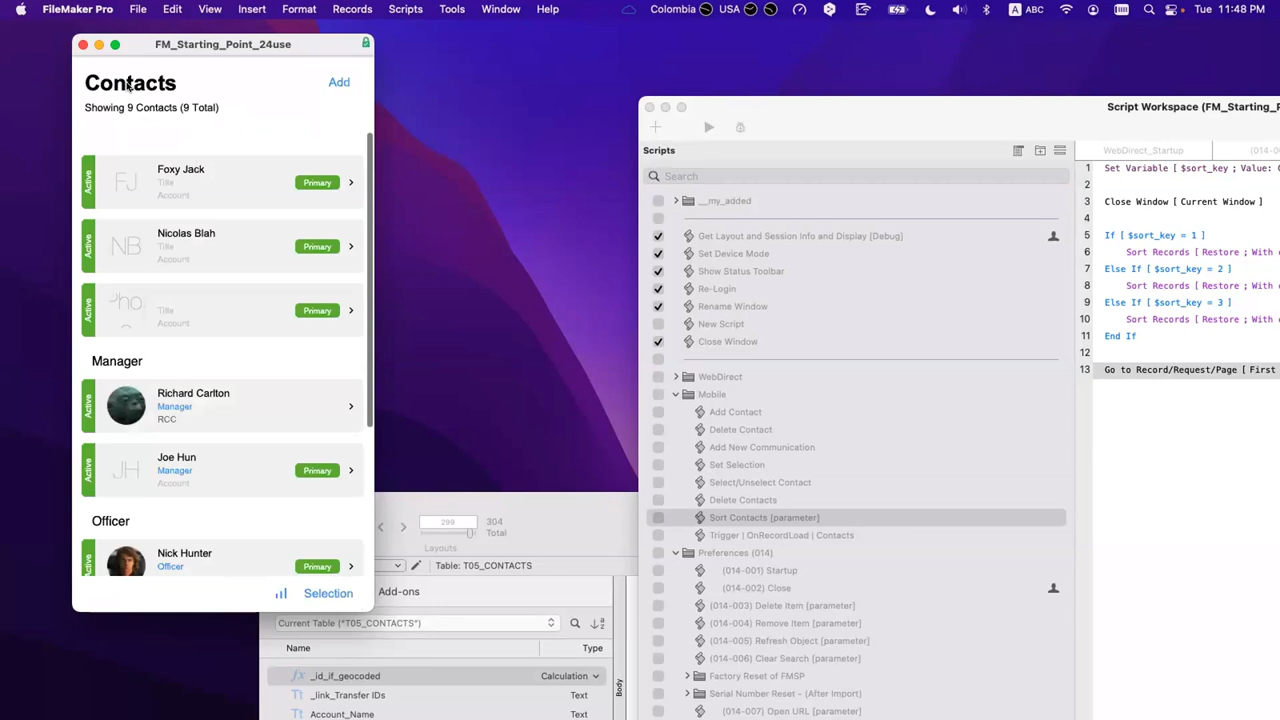 FileMaker Pro File Edit View Insert Format Records Scripts Tools Window Help Colombia USA A ABC Tue 11:48 PM
FM_Starting_Point_24use
Contacts
Add
Showing 9 Contacts (9 Total)
Active
FJ
Foxy Jack
Title
Account
Primary
Active
NB
Nicolas Blah
Title
Account
Primary
Active
Title
Account
Primary
Manager
Active
Richard Carlton
Manager
RCC
Active
JH
Joe Hun
Manager
Account
Primary
Officer
Active
Nick Hunter
Officer
Primary
Selection
299
304
Total
Layouts
Table: T05_CONTACTS
Add-ons
Current Table ("T05_CONTACTS")
Name
Type
_id_if_geocoded
Calculation
_link_Transfer IDs
Text
Account_Name
Text
Body
Script Workspace (FM_Starting_Po
Scripts
Search
__my_added
Get Layout and Session Info and Display [Debug]
Set Device Mode
Show Status Toolbar
Re-Login
Rename Window
New Script
Close Window
WebDirect
Mobile
Add Contact
Delete Contact
Add New Communication
Set Selection
Select/Unselect Contact
Delete Contacts
Sort Contacts [parameter]
Trigger | OnRecordLoad | Contacts
Preferences (014)
(014-001) Startup
(014-002) Close
(014-003) Delete Item [parameter]
(014-004) Remove Item [parameter]
(014-005) Refresh Object [parameter]
(014-006) Clear Search [parameter]
Factory Reset of FMSP
Serial Number Reset - (After Import)
(014-007) Open URL [parameter]
WebDirect_Startup
1 Set Variable [ $sort_key ; Value:
2
3 Close Window [ Current Window ]
4
5 If [ $sort_key = 1 ]
6 Sort Records [ Restore ; With
7 Else If [ $sort_key = 2 ]
8 Sort Records [ Restore ; With
9 Else If [ $sort_key = 3 ]
10 Sort Records [ Restore ; With
11 End If
12
13 Go to Record/Request/Page [ First